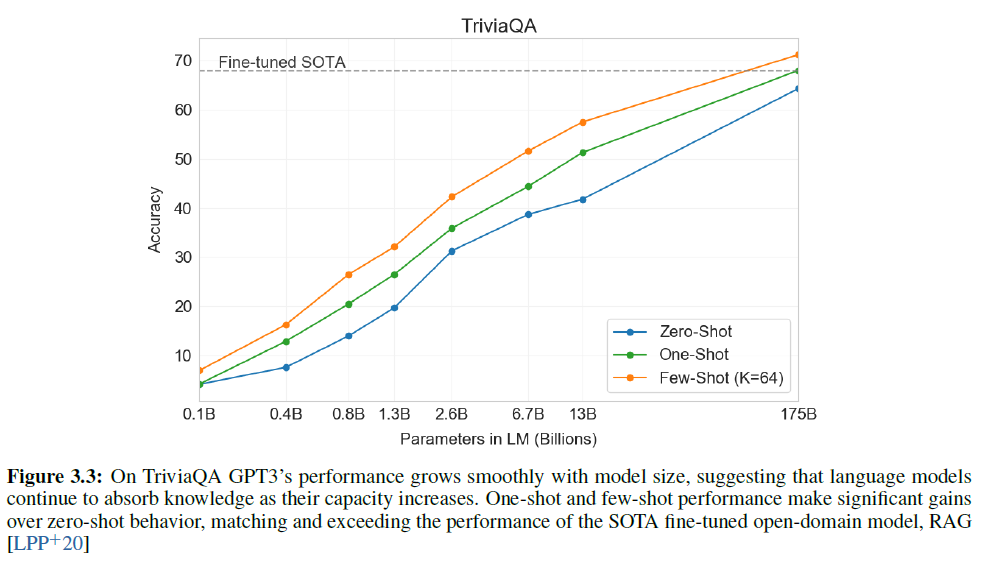 TriviaQA
70
Fine-tuned SOTA
60
50
40
30
20
10
Accuracy
Zero-Shot
One-Shot
Few-Shot (K=64)
0.1B 0.4B 0.8B 1.3B 2.6B 6.7B 13B 175B
Parameters in LM (Billions)
Figure 3.3: On TriviaQA GPT3's performance grows smoothly with model size, suggesting that language models
continue to absorb knowledge as their capacity increases. One-shot and few-shot performance make significant gains
over zero-shot behavior, matching and exceeding the performance of the SOTA fine-tuned open-domain model, RAG
[LPP+20]